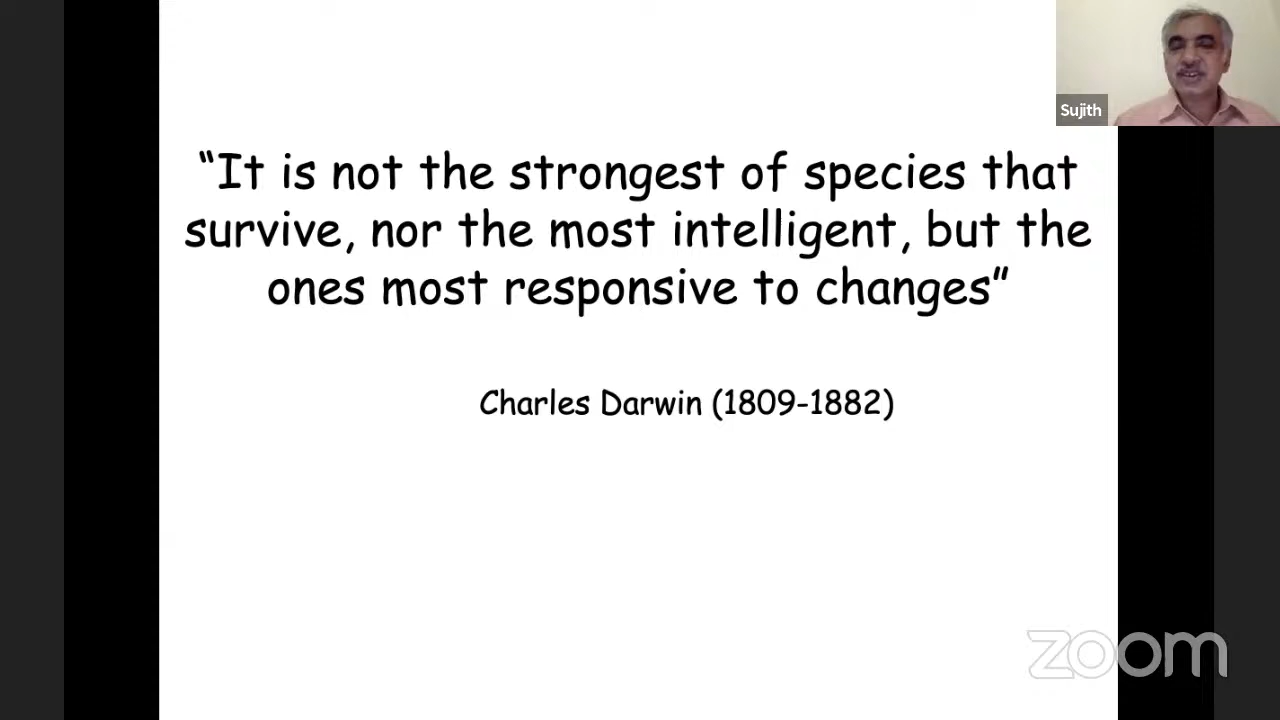 Sujith
“It is not the strongest of species that
survive, nor the most intelligent, but the
ones most responsive to changes”
Charles Darwin (1809-1882)
zoom